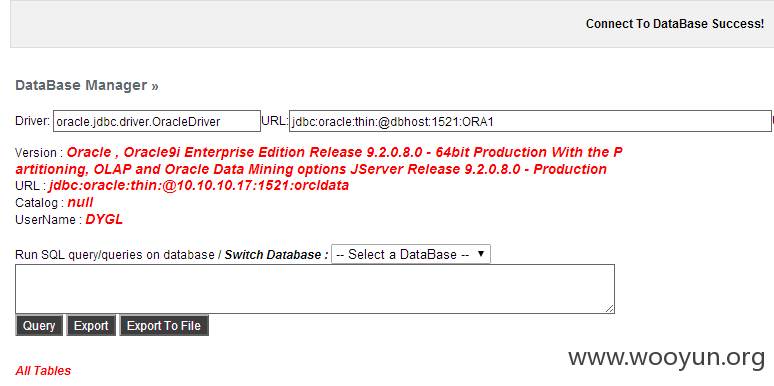 Connect To DataBase Success!
DataBase Manager »
Driver: oracle.jdbc.driver.OracleDriver URL: jdbc:oracle:thin:@dbhost:1521:ORA1
Version : Oracle , Oracle9i Enterprise Edition Release 9.2.0.8.0 - 64bit Production With the P
artitioning, OLAP and Oracle Data Mining options JServer Release 9.2.0.8.0 - Production
URL : jdbc:oracle:thin:@10.10.10.17:1521:orcldata
Catalog : null
UserName : DYGL
Run SQL query/queries on database / Switch Database : -- Select a DataBase --
Query Export Export To File
www.wooyun.org
All Tables